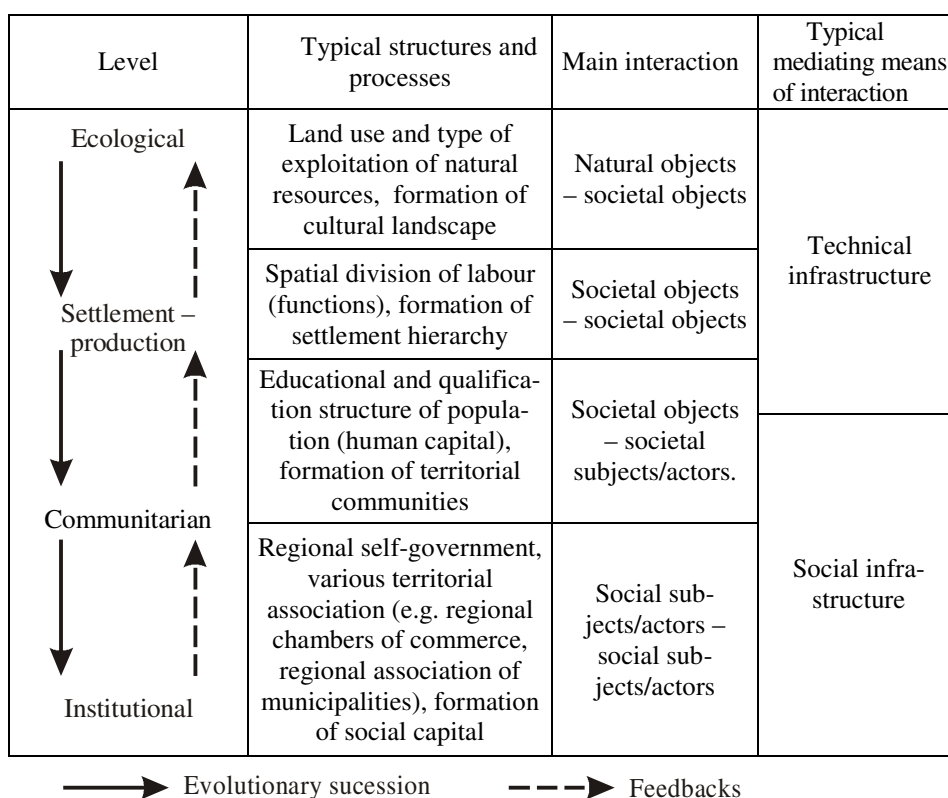 Level
Typical structures and
processes
Main interaction
Typical
mediating means
of interaction
Ecological
Land use and type of
exploitation of natural
resources, formation of
cultural landscape
Natural objects
– societal objects
Technical
infrastructure
Settlement –
production
Spatial division of labour
(functions), formation of
settlement hierarchy
Societal objects
– societal objects
Communitarian
Educational and qualifica-
tion structure of popula-
tion (human capital),
formation of territorial
communities
Societal objects
– societal
subjects/actors.
Social infra-
structure
Institutional
Regional self-government,
various territorial
association (e.g. regional
chambers of commerce,
regional association of
municipalities), formation
of social capital
Social sub-
jects/actors –
social sub-
jects/actors
Evolutionary sucession
Feedbacks